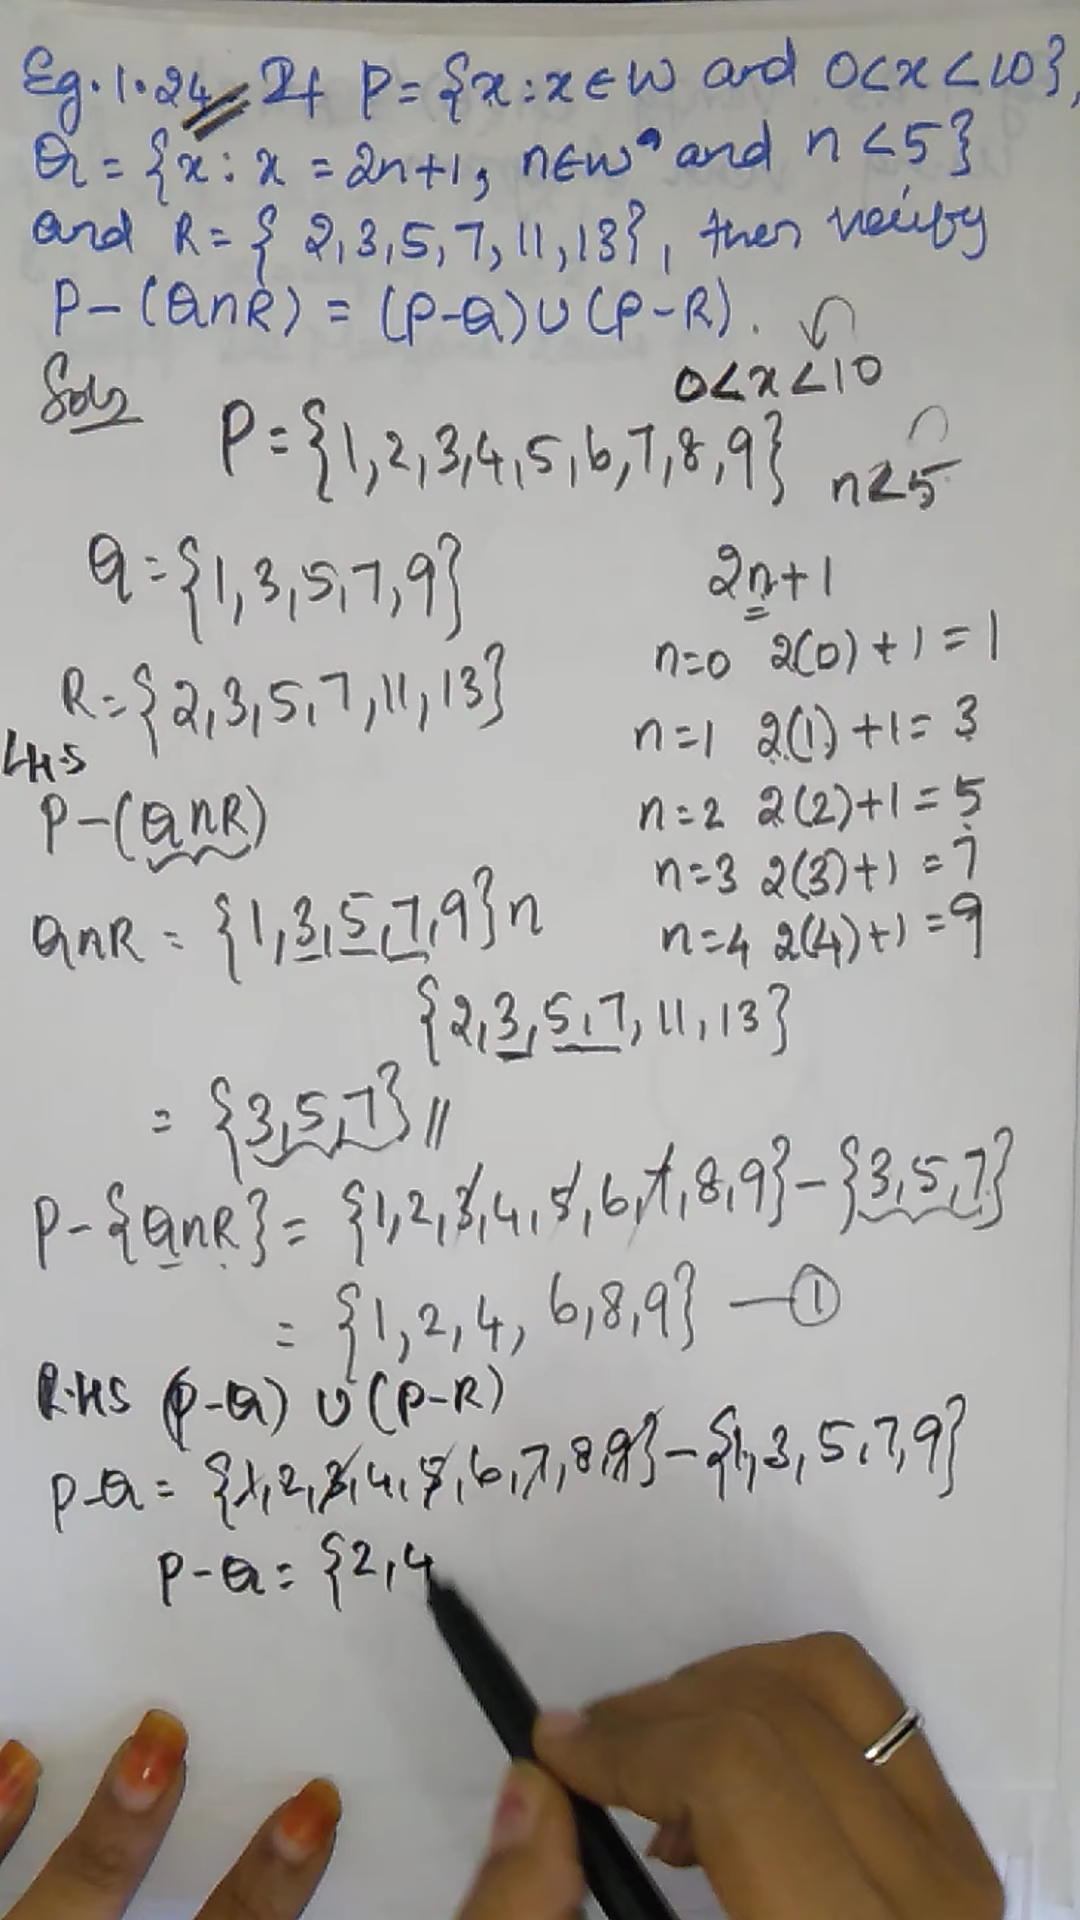 Eg. 1.24 If P = {x : x ∈ W and 0 < x < 10},
Q = {x : x = 2n+1, n ∈ W and n < 5}
and R = {2, 3, 5, 7, 11, 13}, then verify
P − (Q∩R) = (P−Q) ∪ (P−R).
Soln
0 < x < 10
P = {1, 2, 3, 4, 5, 6, 7, 8, 9}
n < 5
Q = {1, 3, 5, 7, 9}
2n+1
n=0 2(0)+1 = 1
R = {2, 3, 5, 7, 11, 13}
n=1 2(1)+1 = 3
LHS
P−(Q∩R)
n=2 2(2)+1 = 5
n=3 2(3)+1 = 7
Q∩R = {1, 3, 5, 7, 9} ∩
n=4 2(4)+1 = 9
{2, 3, 5, 7, 11, 13}
= {3, 5, 7} //
P−{Q∩R} = {1, 2, 3, 4, 5, 6, 7, 8, 9} − {3, 5, 7}
= {1, 2, 4, 6, 8, 9} — ①
R.HS (P−Q) ∪ (P−R)
P−Q = {1, 2, 3, 4, 5, 6, 7, 8, 9} − {1, 3, 5, 7, 9}
P−Q = {2, 4